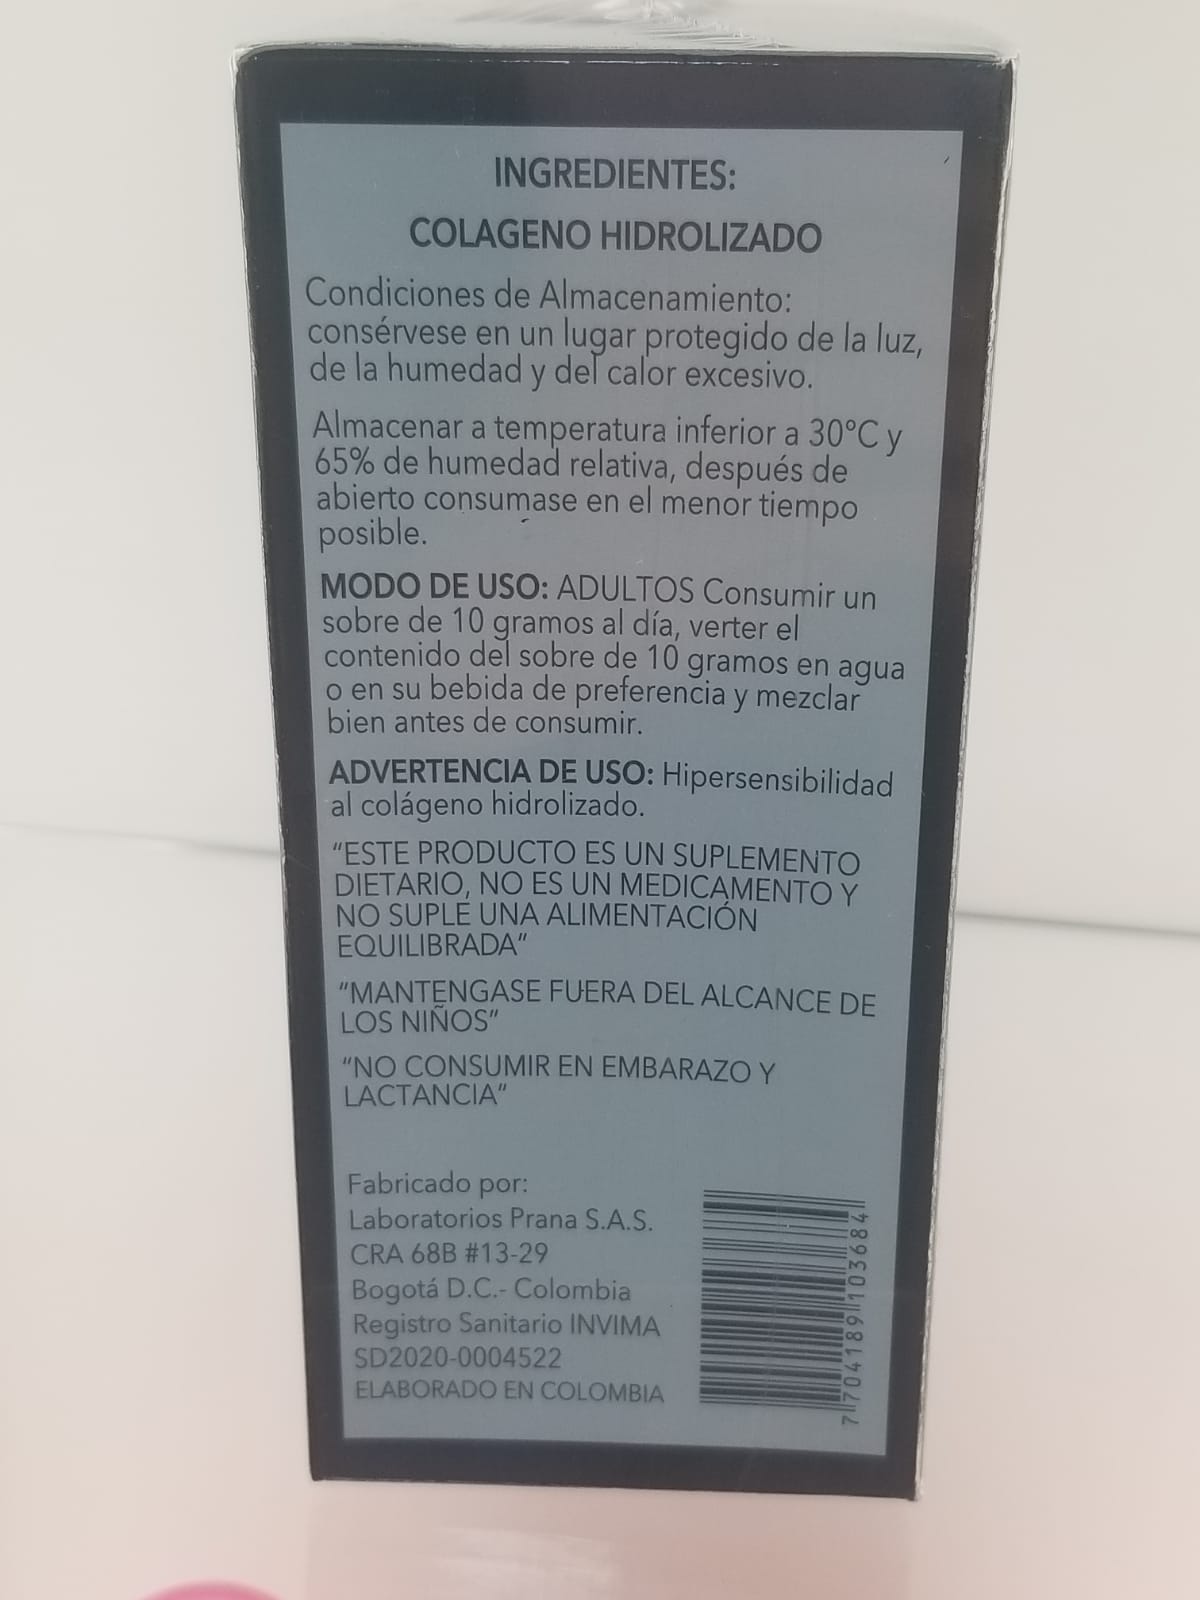 INGREDIENTES:
COLAGENO HIDROLIZADO
Condiciones de Almacenamiento:
consérvese en un lugar protegido de la luz,
de la humedad y del calor excesivo.
Almacenar a temperatura inferior a 30°C y
65% de humedad relativa, después de
abierto consumase en el menor tiempo
posible.
MODO DE USO: ADULTOS Consumir un
sobre de 10 gramos al día, verter el
contenido del sobre de 10 gramos en agua
o en su bebida de preferencia y mezclar
bien antes de consumir.
ADVERTENCIA DE USO: Hipersensibilidad
al colágeno hidrolizado.
"ESTE PRODUCTO ES UN SUPLEMENTO
DIETARIO, NO ES UN MEDICAMENTO Y
NO SUPLE UNA ALIMENTACIÓN
EQUILIBRADA"
"MANTENGASE FUERA DEL ALCANCE DE
LOS NIÑOS"
"NO CONSUMIR EN EMBARAZO Y
LACTANCIA"
Fabricado por:
Laboratorios Prana S.A.S.
CRA 68B #13-29
Bogotá D.C.- Colombia
Registro Sanitario INVIMA
SD2020-0004522
ELABORADO EN COLOMBIA
7704189103684